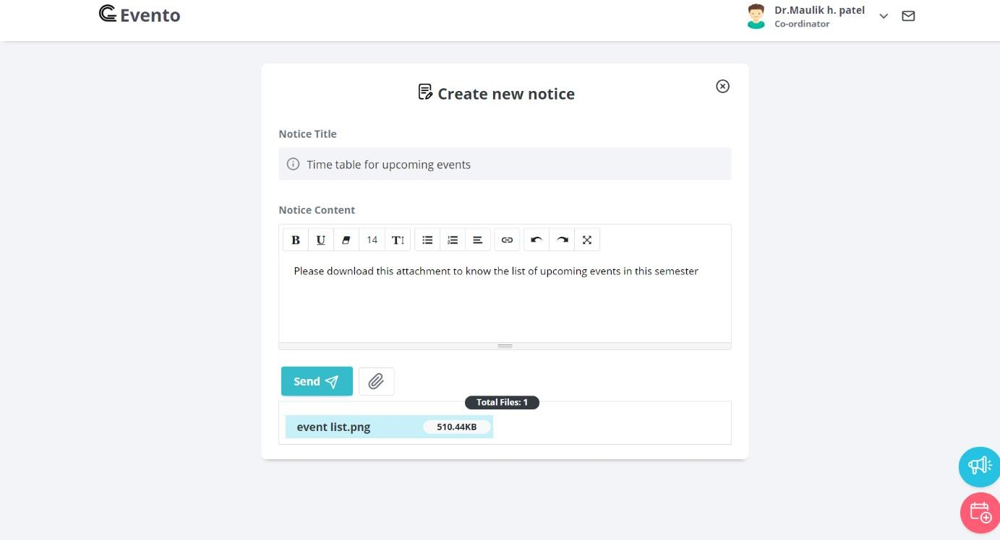 Evento
Dr.Maulik h. patel
Co-ordinator
Create new notice
Notice Title
Time table for upcoming events
Notice Content
B U 14 T
Please download this attachment to know the list of upcoming events in this semester
Send
Total Files: 1
event list.png 510.44KB